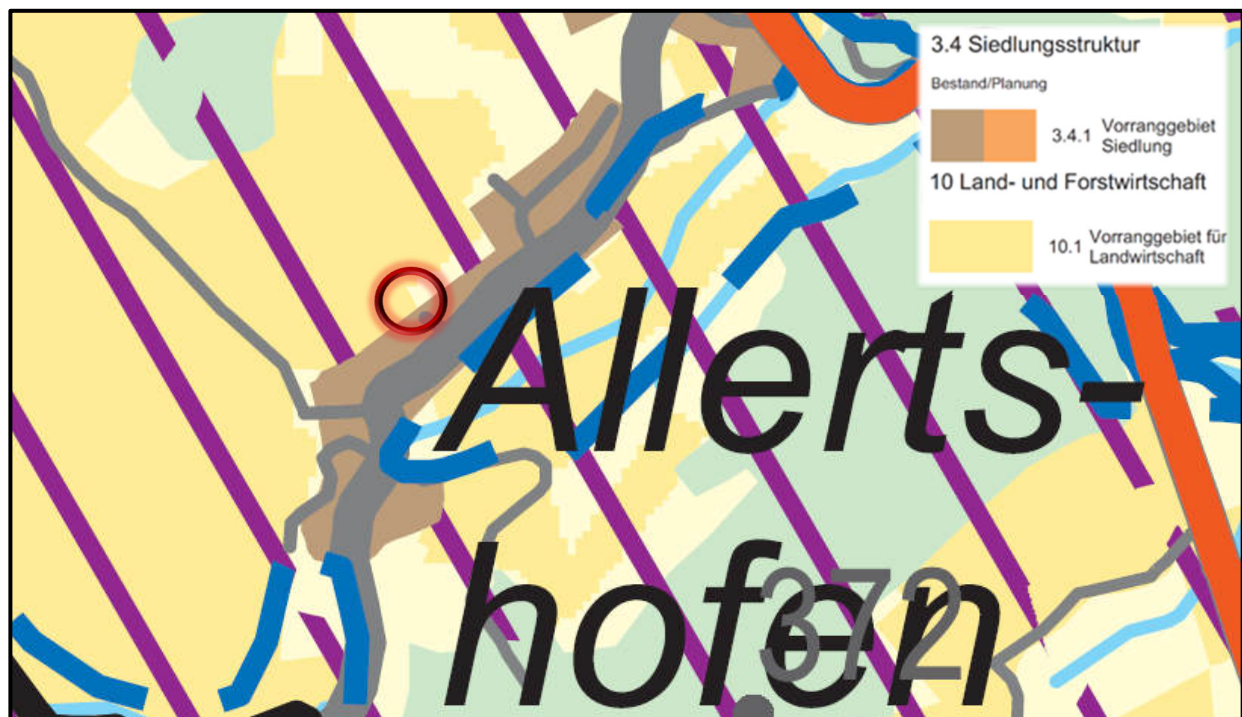 3.4 Siedlungsstruktur
Bestand/Planung
3.4.1 Vorranggebiet
Siedlung
10 Land- und Forstwirtschaft
10.1 Vorranggebiet für
Landwirtschaft
Allerts-
hofen
372